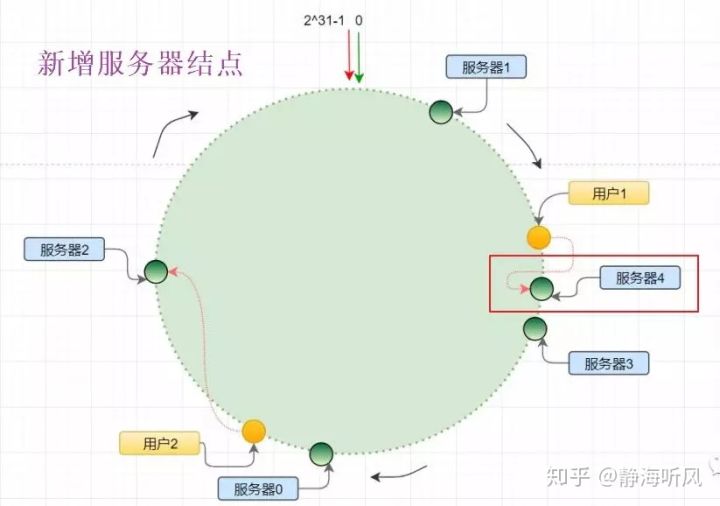 2^31-1 0
新增服务器结点
服务器1
用户1
服务器2
服务器4
服务器3
用户2
服务器0
知乎 @静海听风